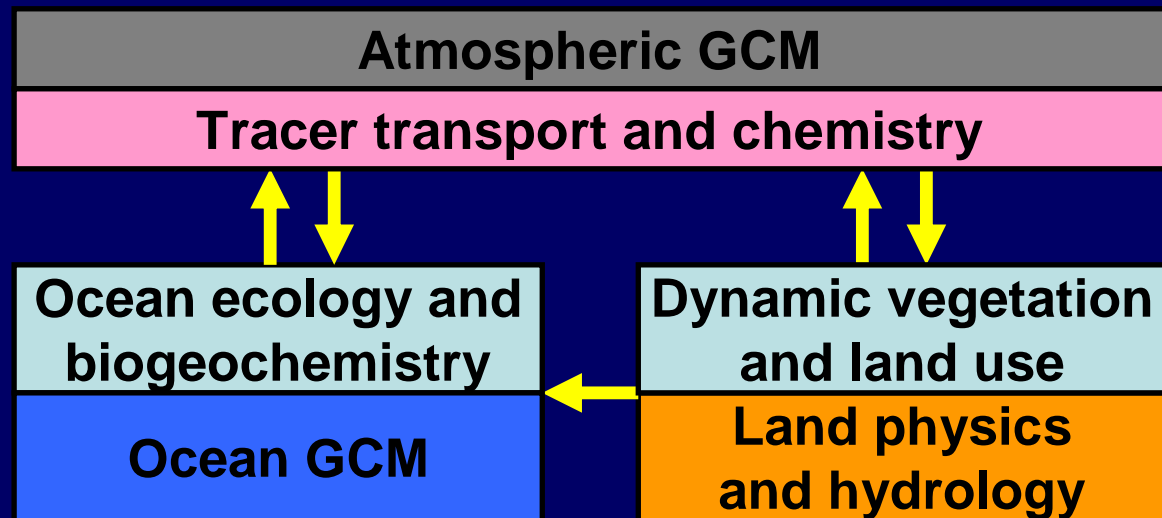 Atmospheric GCM
Tracer transport and chemistry
Ocean ecology and
biogeochemistry
Ocean GCM
Dynamic vegetation
and land use
Land physics
and hydrology